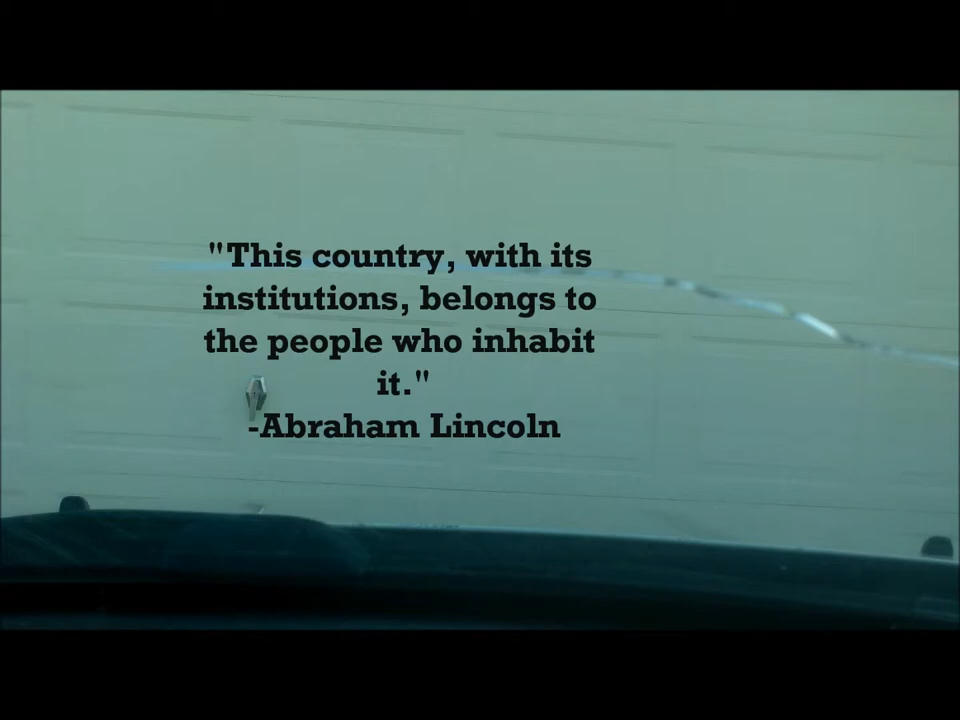 "This country, with its
institutions, belongs to
the people who inhabit
it."
-Abraham Lincoln